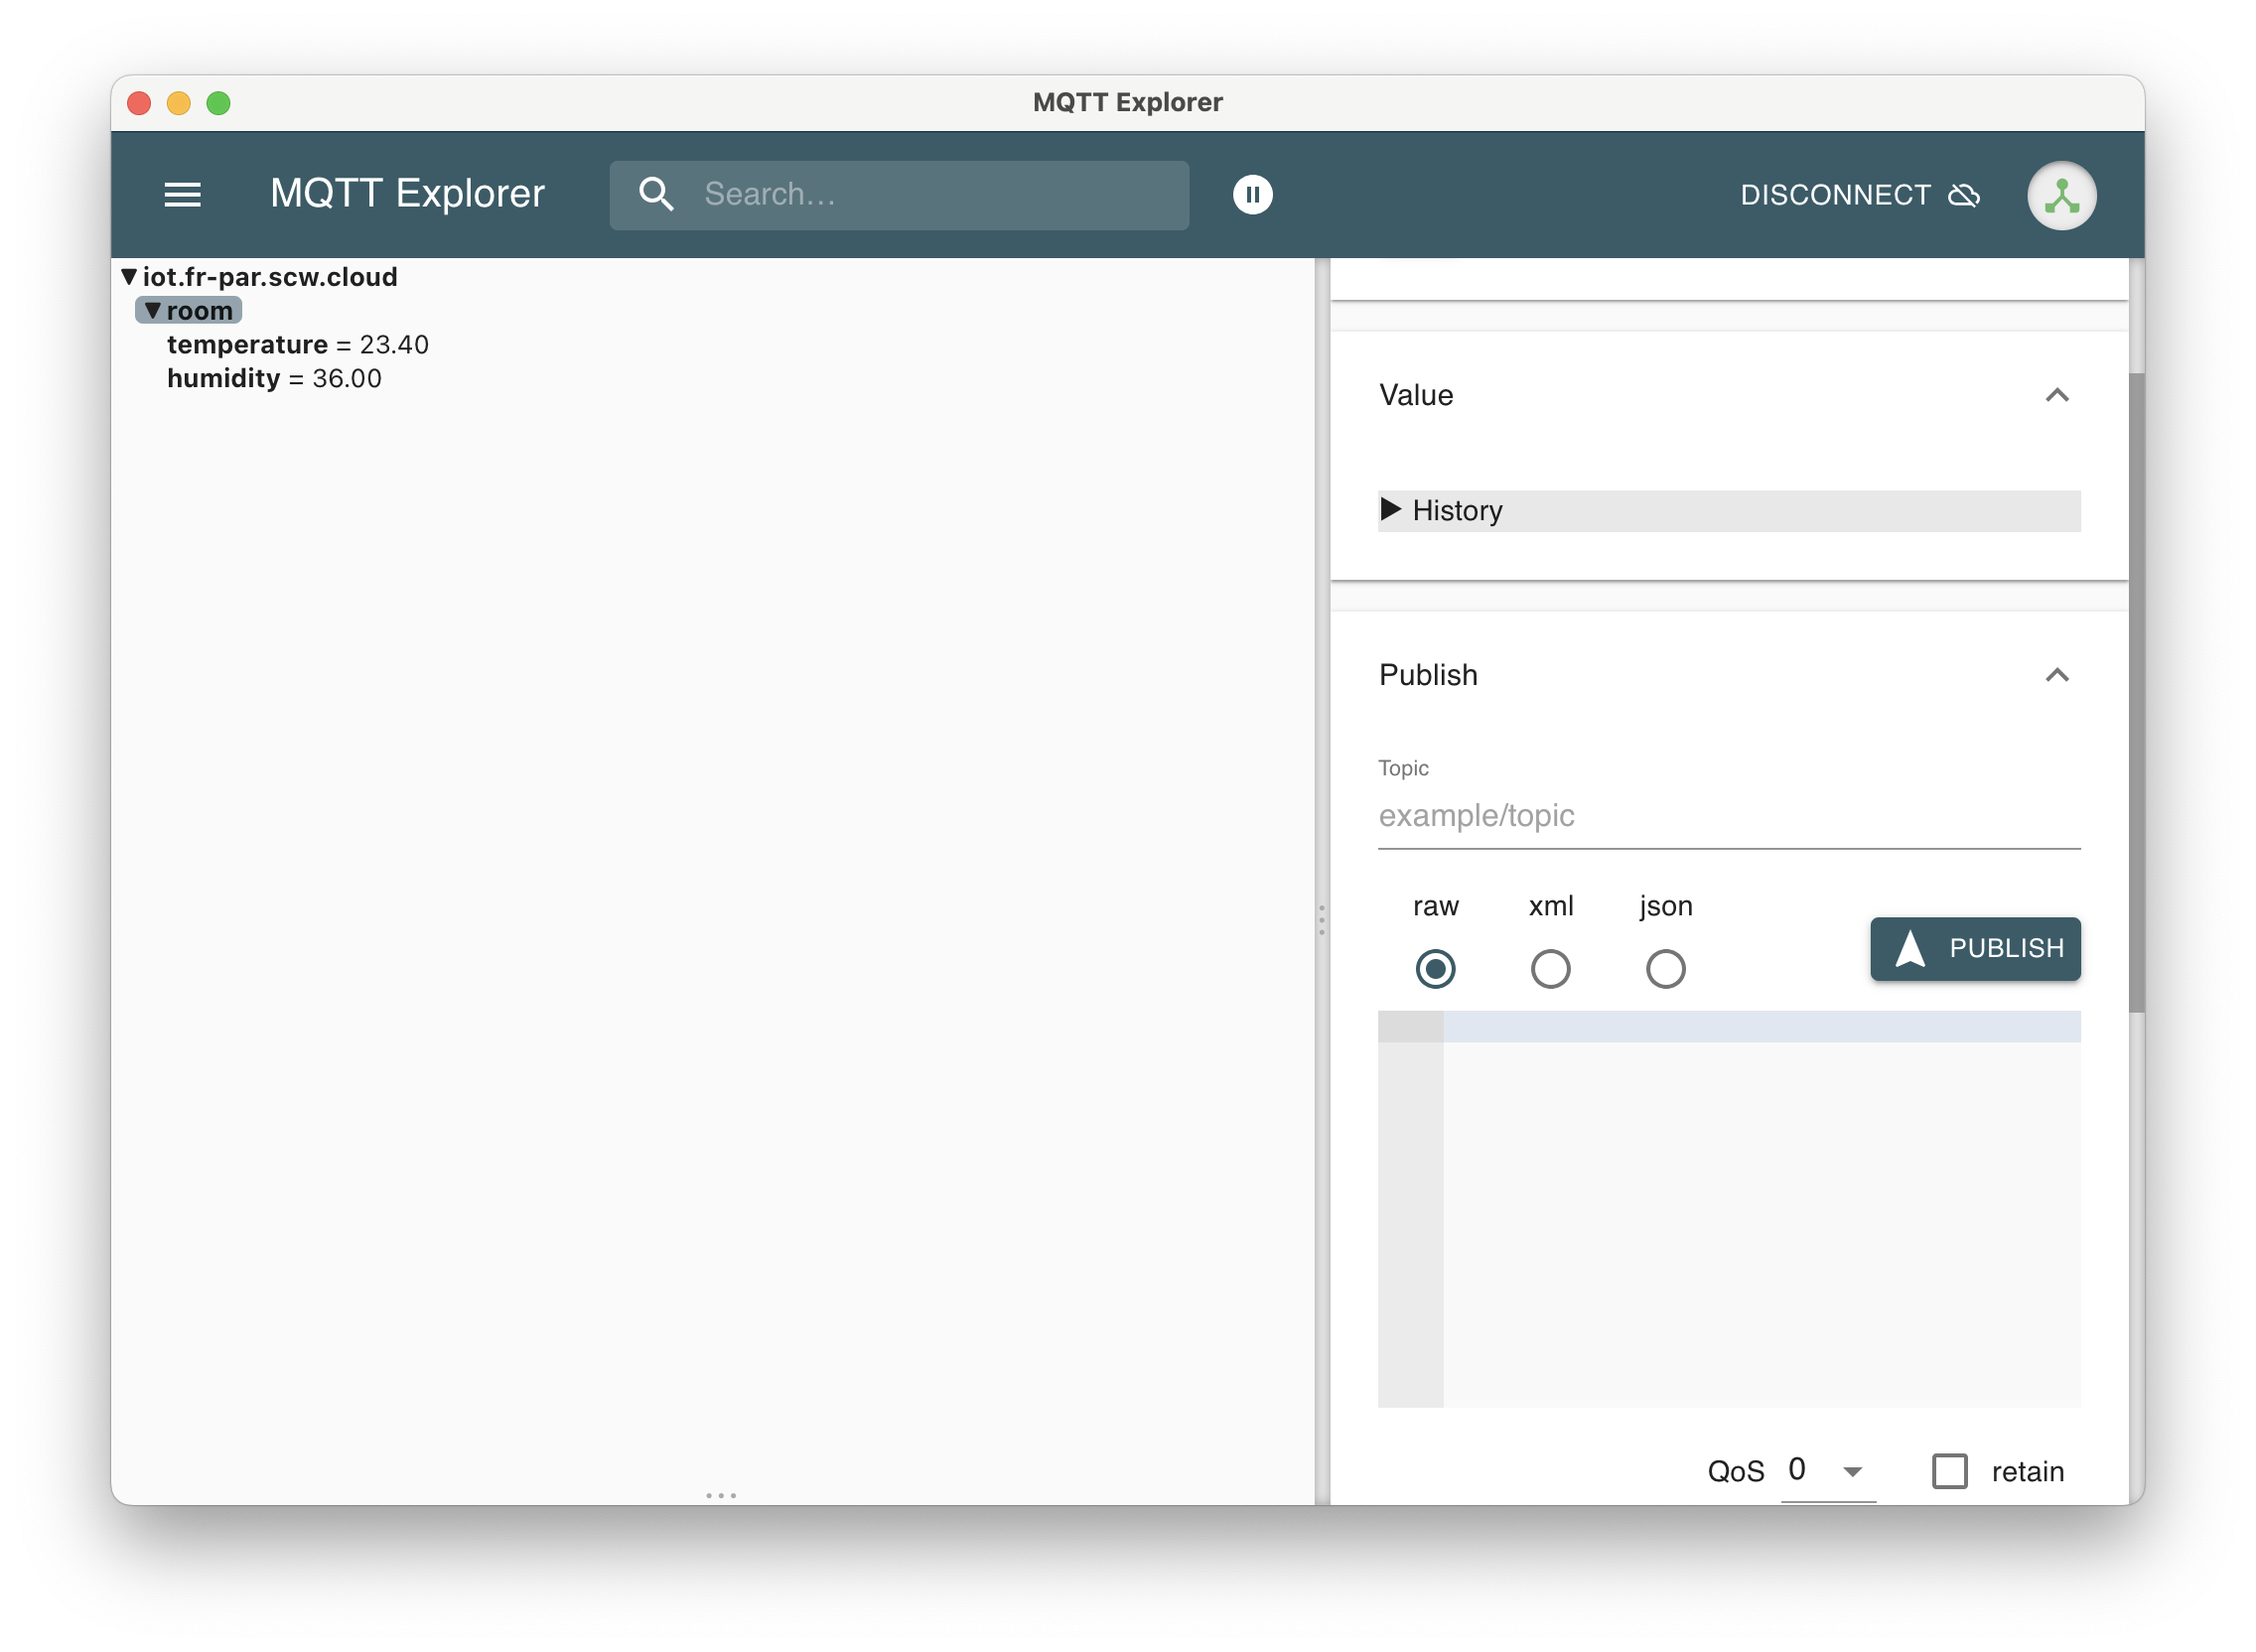 MQTT Explorer
MQTT Explorer
Search...
DISCONNECT
iot.fr-par.scw.cloud
room
temperature = 23.40
humidity = 36.00
Value
History
Publish
Topic
example/topic
raw xml json
PUBLISH
QoS 0 retain